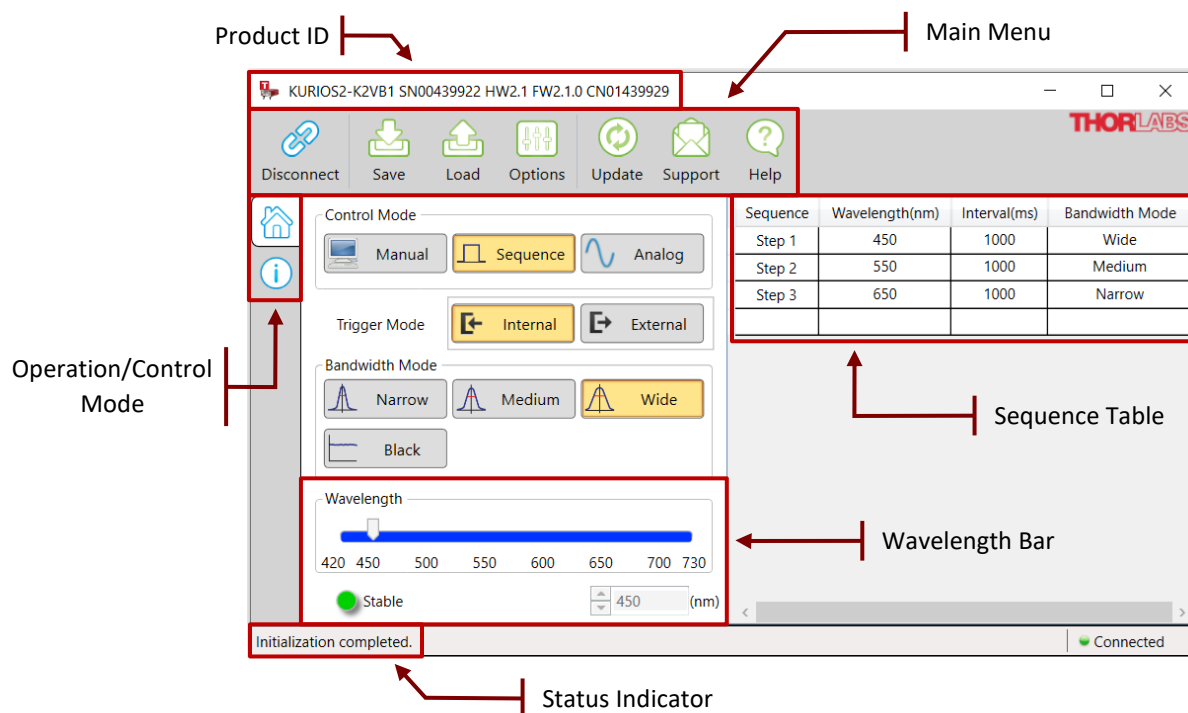 Product ID
Main Menu
KURIOS2-K2VB1 SN00439922 HW2.1 FW2.1.0 CN01439929
THORLABS
Disconnect Save Load Options Update Support Help
Control Mode
Manual Sequence Analog
Trigger Mode Internal External
Bandwidth Mode
Narrow Medium Wide
Black
Sequence Wavelength(nm) Interval(ms) Bandwidth Mode
Step 1 450 1000 Wide
Step 2 550 1000 Medium
Step 3 650 1000 Narrow
Operation/Control
Mode
Sequence Table
Wavelength
420 450 500 550 600 650 700 730
Stable 450 (nm)
Wavelength Bar
Initialization completed. Connected
Status Indicator